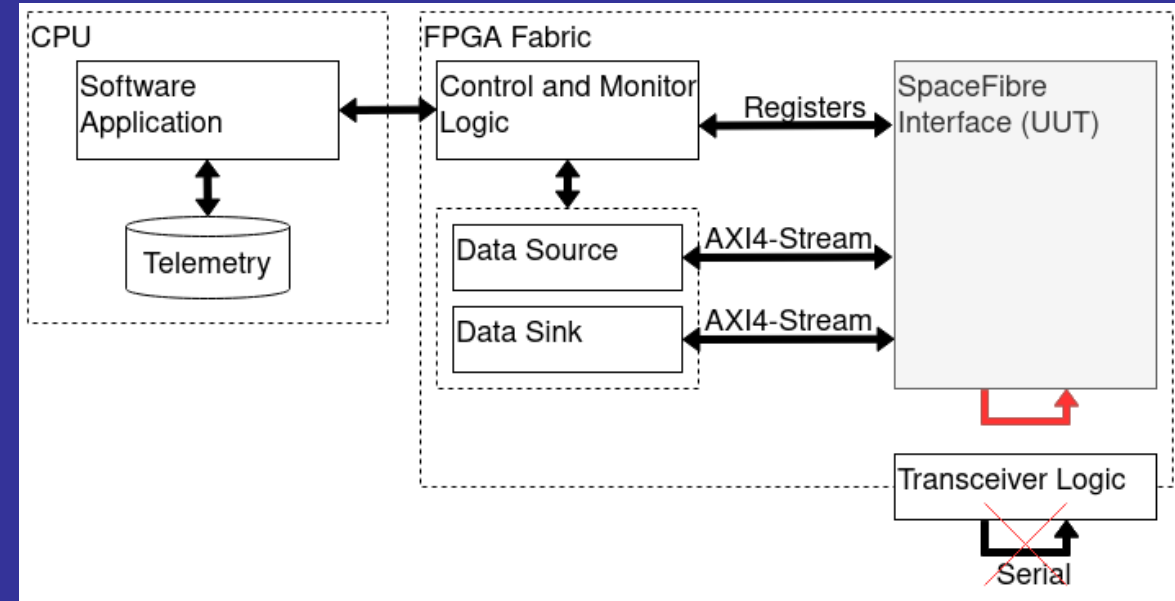 CPU
Software
Application
Telemetry
FPGA Fabric
Control and Monitor
Logic
Registers
SpaceFibre
Interface (UUT)
Data Source
AXI4-Stream
Data Sink
AXI4-Stream
Transceiver Logic
Serial